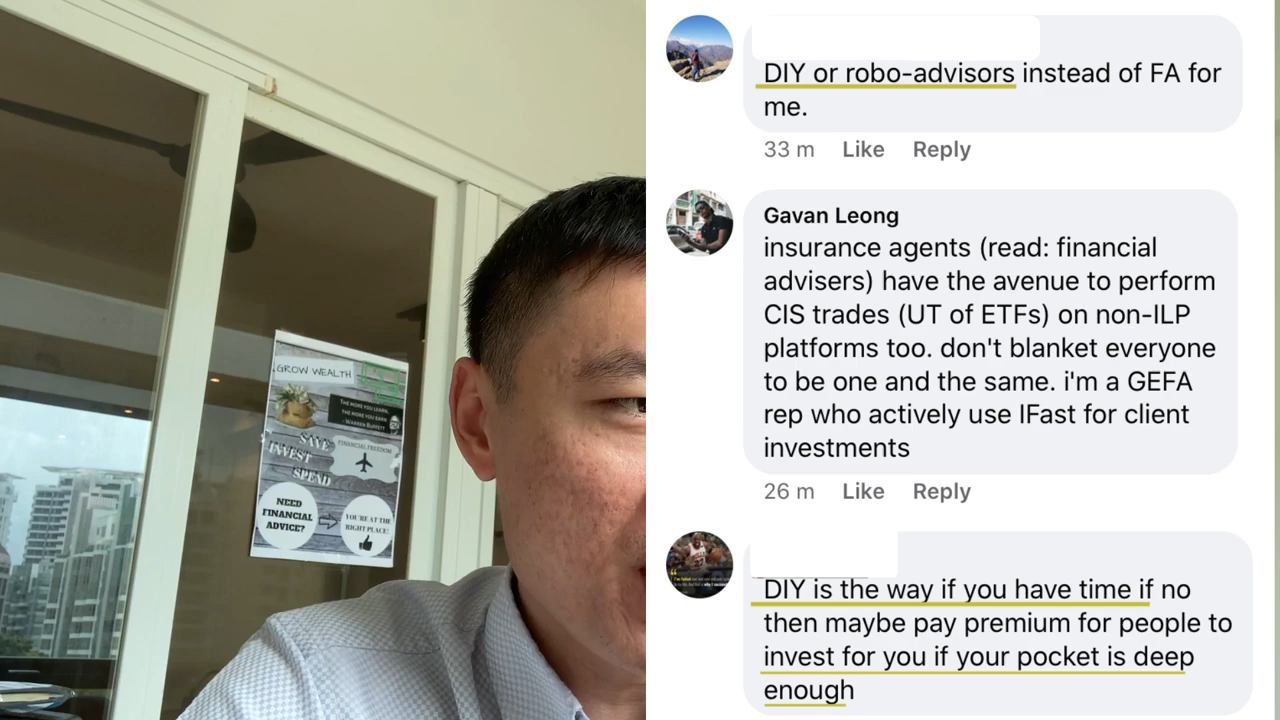 GROW WEALTH
THE MORE YOU LEARN,
THE MORE YOU EARN
- WARREN BUFFETT
SAVE
INVEST
SPEND
FINANCIAL FREEDOM
NEED
FINANCIAL
ADVICE?
YOU'RE AT THE
RIGHT PLACE!
DIY or robo-advisors instead of FA for
me.
33 m Like Reply
Gavan Leong
insurance agents (read: financial
advisers) have the avenue to perform
CIS trades (UT of ETFs) on non-ILP
platforms too. don't blanket everyone
to be one and the same. i'm a GEFA
rep who actively use IFast for client
investments
26 m Like Reply
DIY is the way if you have time if no
then maybe pay premium for people to
invest for you if your pocket is deep
enough